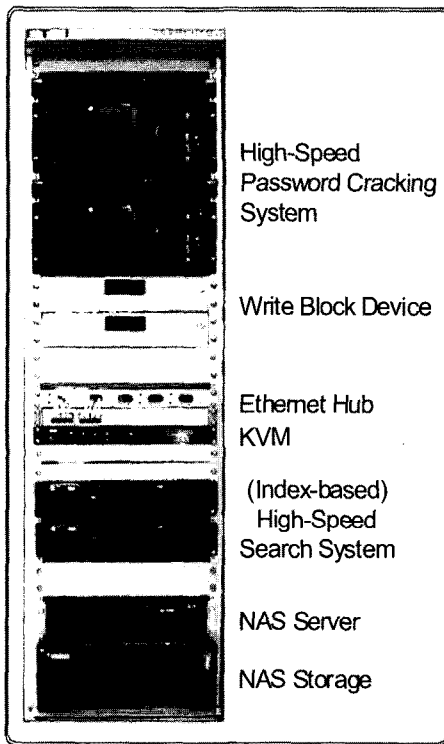 High-Speed
Password Cracking
System
Write Block Device
Ethernet Hub
KVM
(Index-based)
High-Speed
Search System
NAS Server
NAS Storage